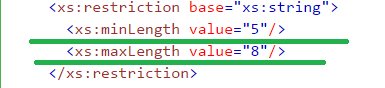 <xs:restriction base="xs:string">
<xs:minLength value="5"/>
<xs:maxLength value="8"/>
</xs:restriction>